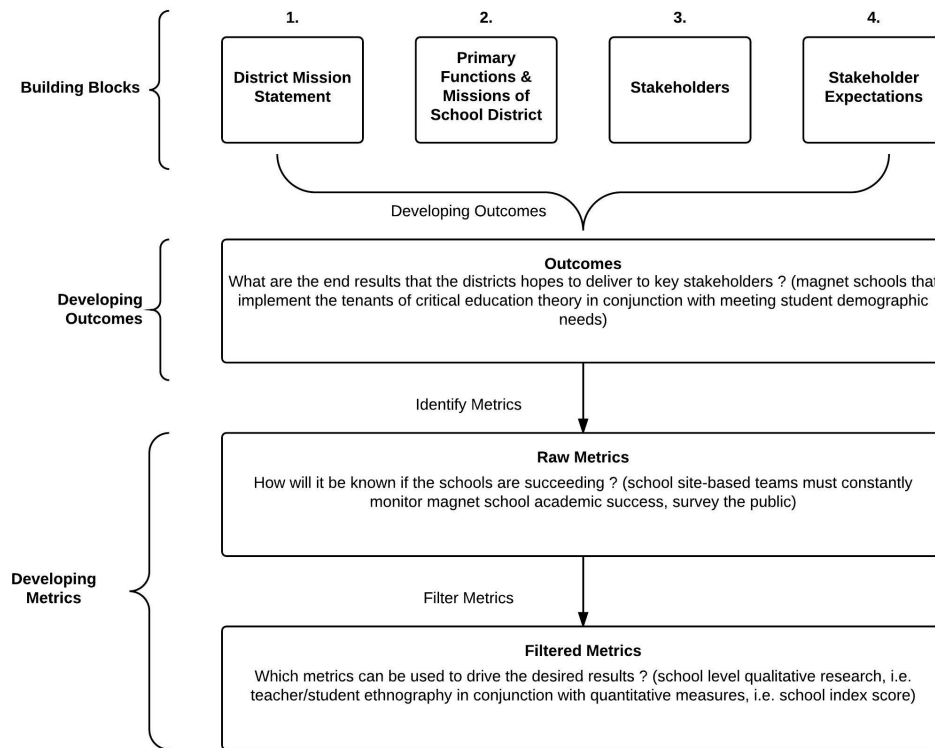 1.
2.
3.
4.
Building Blocks
District Mission
Statement
Primary
Functions &
Missions of
School District
Stakeholders
Stakeholder
Expectations
Developing Outcomes
Developing
Outcomes
Outcomes
What are the end results that the districts hopes to deliver to key stakeholders ? (magnet schools that
implement the tenants of critical education theory in conjunction with meeting student demographic
needs)
Identify Metrics
Developing
Metrics
Raw Metrics
How will it be known if the schools are succeeding ? (school site-based teams must constantly
monitor magnet school academic success, survey the public)
Filter Metrics
Filtered Metrics
Which metrics can be used to drive the desired results ? (school level qualitative research, i.e.
teacher/student ethnography in conjunction with quantitative measures, i.e. school index score)